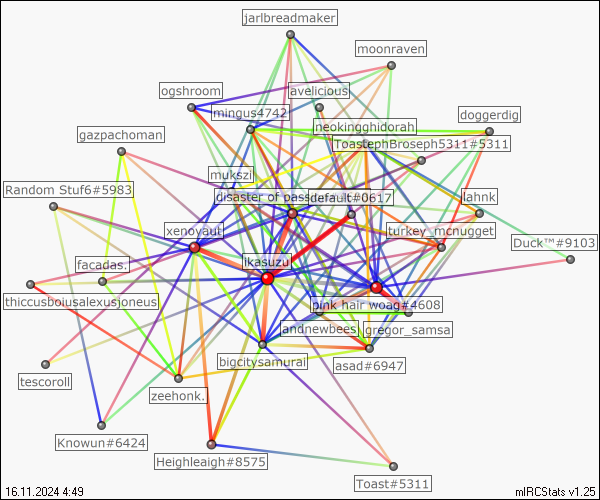 jarlbreadmaker
moonraven
ogshroom
avelicious
mingus4742
doggerdig
neokingghidorah
gazpachoman
ToastephBroseph5311#5311
mukszil
Random Stuf6#5983
disaster of pas
default#0617
lahnk
xenoyaut
turkey_mcnugget
Duck™#9103
ikasuzu
facadas.
thiccusboiusalexusjoneus
pink hair woag#4608
andnewbees
gregor_samsa
bigcitysamurai
asad#6947
tescoroll
zeehonk.
Knowun#6424
Heighleaigh#8575
Toast#5311
16.11.2024 4:49
mIRCStats v1.25